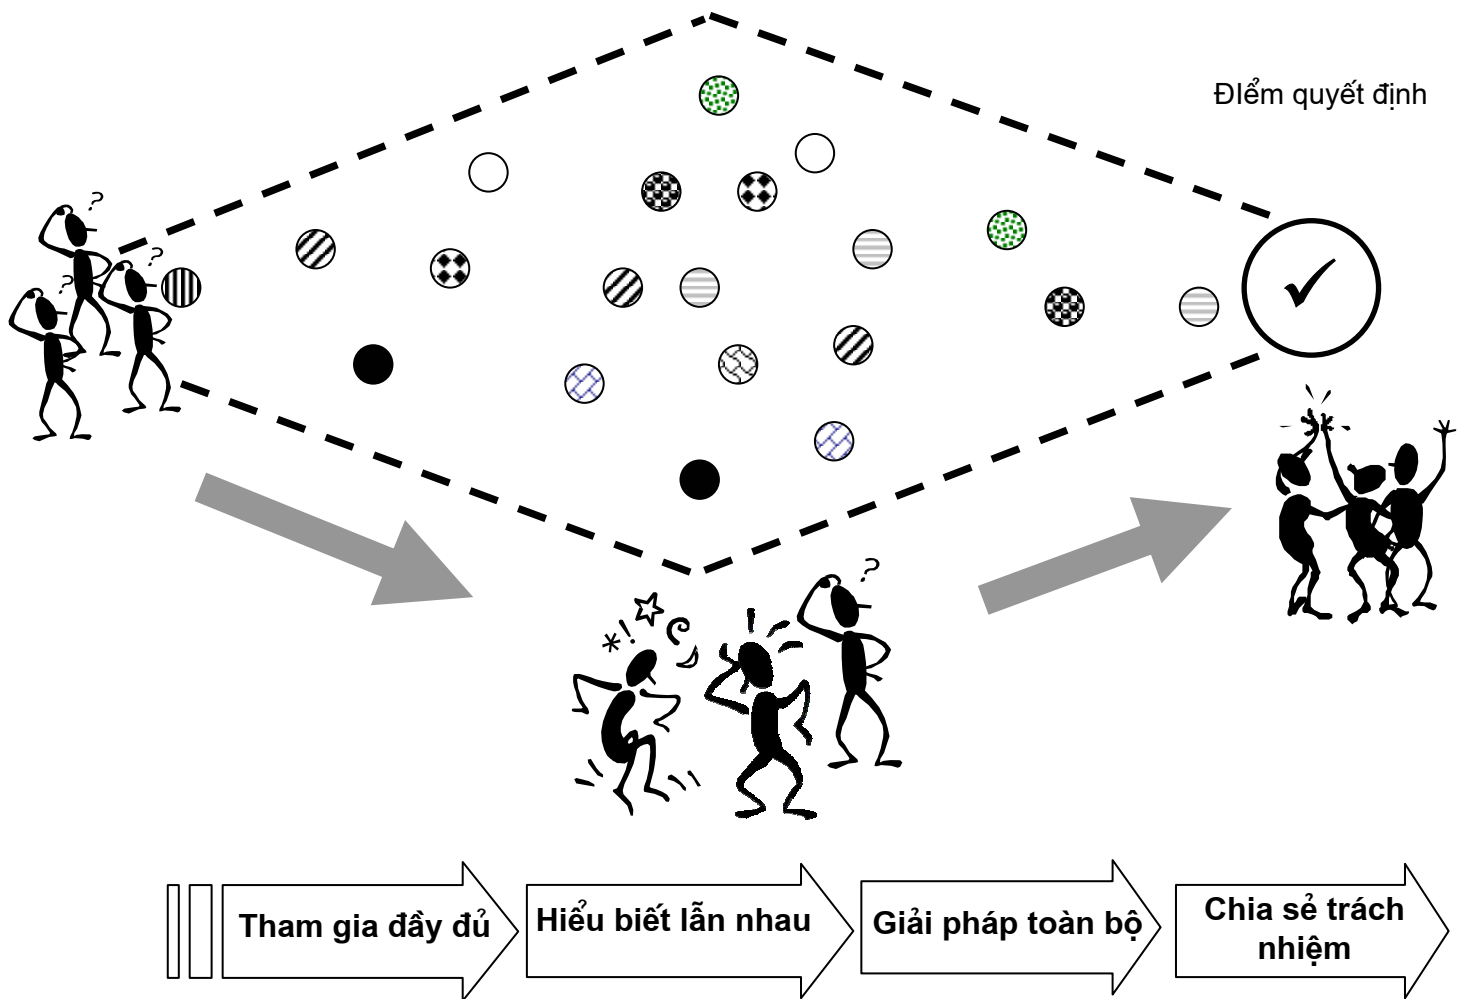 ĐIểm quyết định
?
?
?
?
*!
Tham gia đầy đủ
Hiểu biết lẫn nhau
Giải pháp toàn bộ
Chia sẻ trách
nhiệm